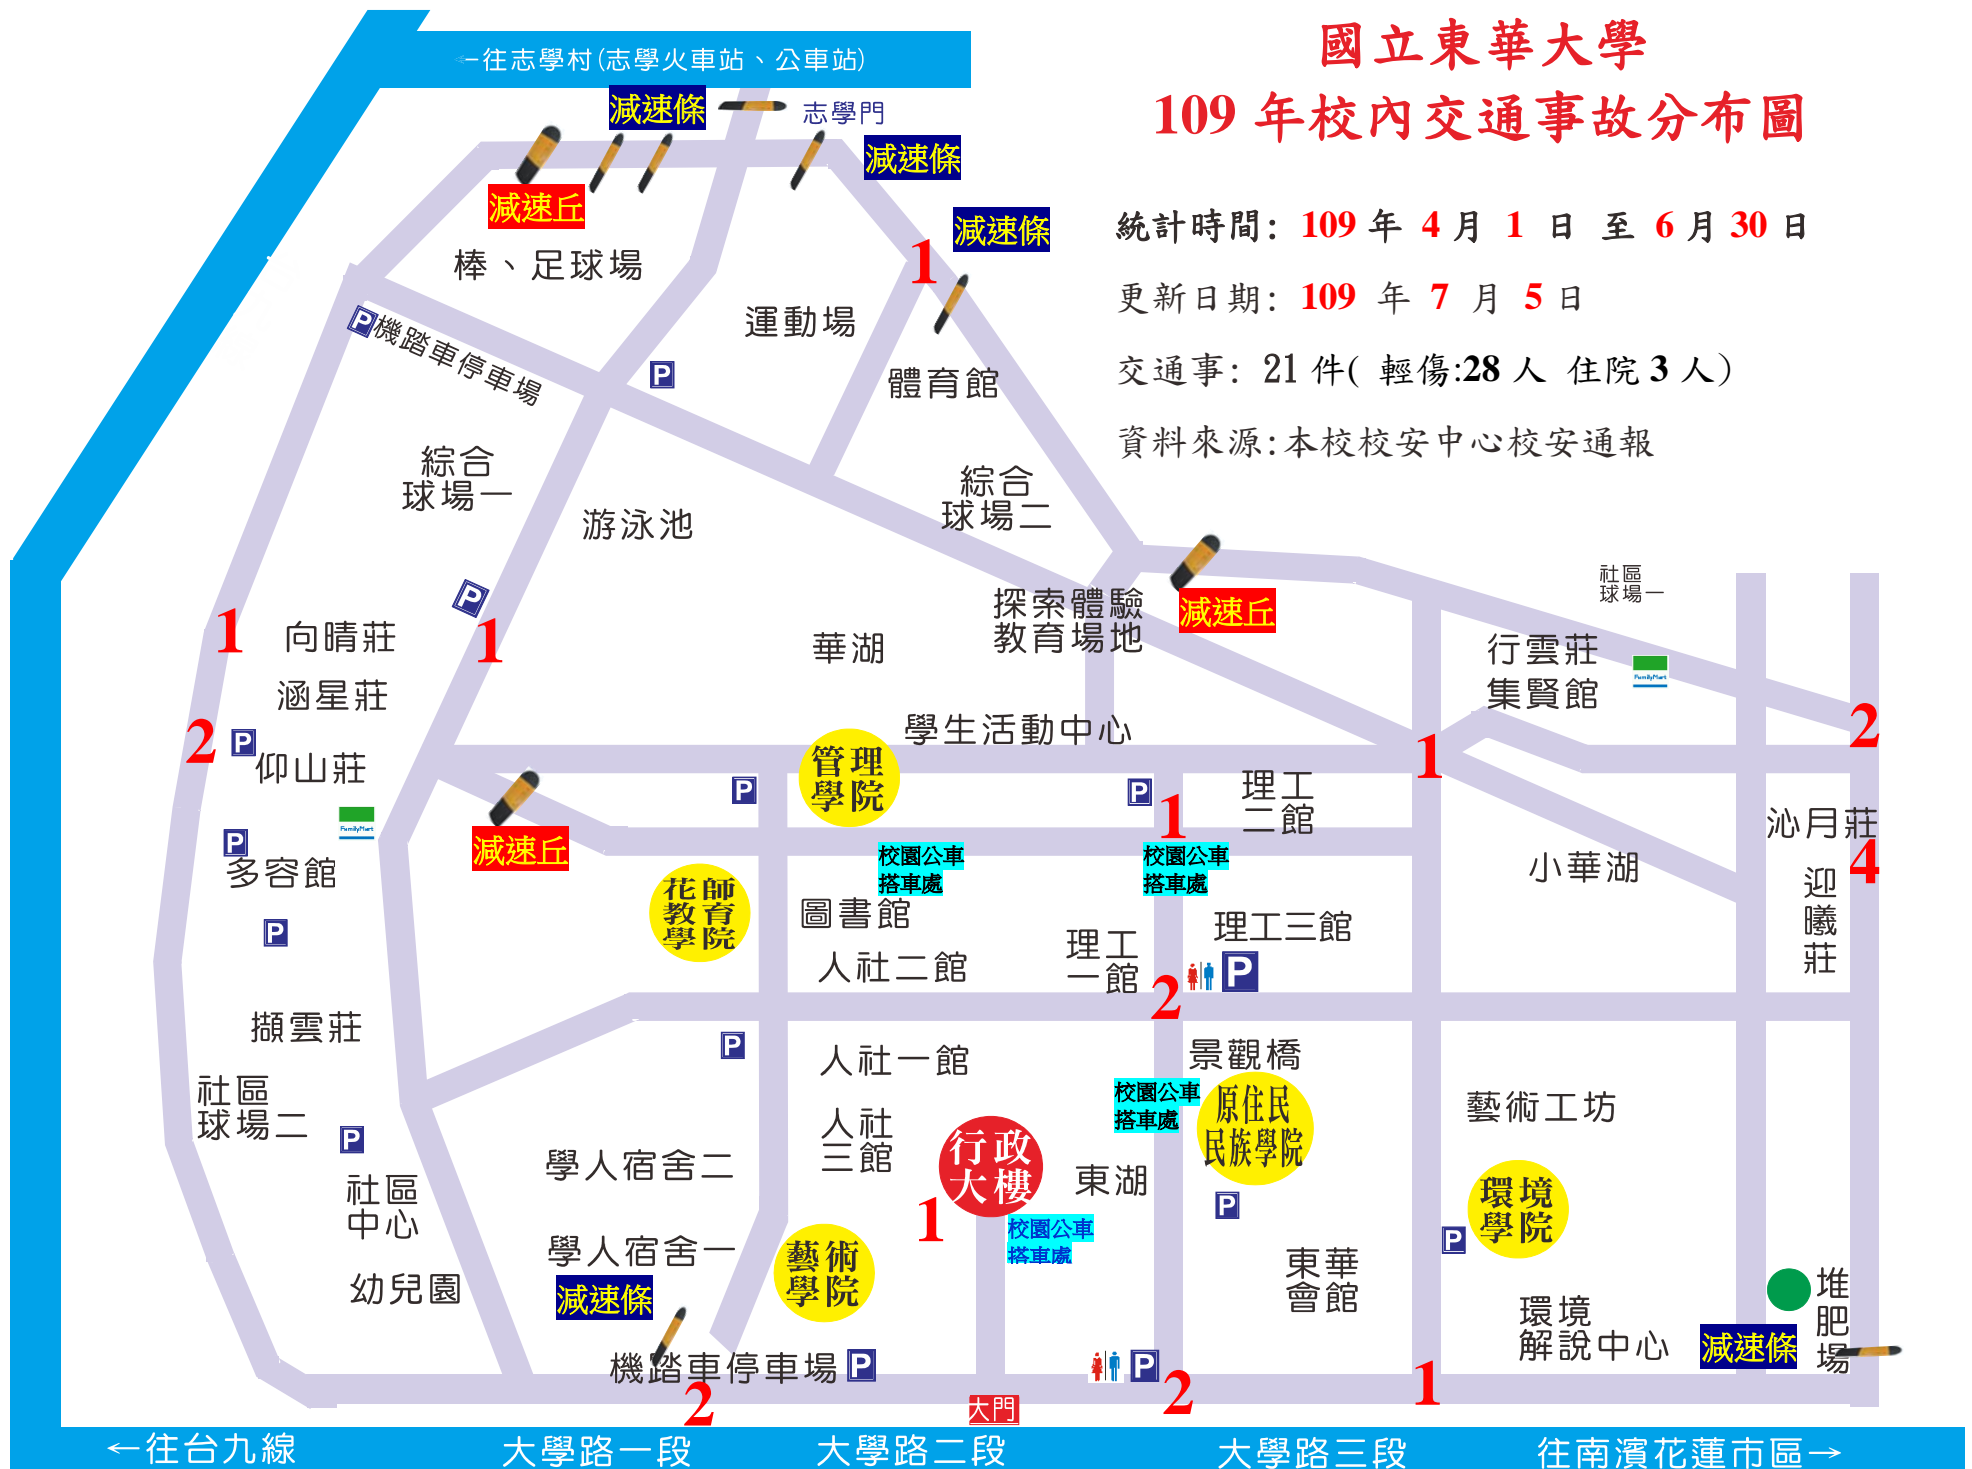 國立東華大學
109 年校內交通事故分布圖
統計時間: 109 年 4 月 1 日 至 6 月 30 日
更新日期: 109 年 7 月 5 日
交通事: 21 件( 輕傷:28 人 住院 3 人)
資料來源:本校校安中心校安通報
←往志學村(志學火車站、公車站)
志學門
減速條
減速條
減速丘
減速條
1
棒、足球場
運動場
P
機踏車停車場
P
體育館
綜合
球場一
游泳池
綜合
球場二
探索體驗
教育場地
減速丘
社區
球場一
P
1
1
向晴莊
涵星莊
華湖
行雲莊
集賢館
FamilyMart
學生活動中心
2
P
仰山莊
管理
學院
1
2
P
P
理工
二館
1
FamilyMart
減速丘
P
多容館
校園公車
搭車處
校園公車
搭車處
沁月莊
4
迎曦莊
小華湖
花師
教育
學院
圖書館
理工三館
P
人社二館
理工
一館
P
2
擷雲莊
P
人社一館
景觀橋
社區
球場二
校園公車
搭車處
原住民
民族學院
藝術工坊
P
人社
三館
行政
大樓
東湖
學人宿舍二
社區
中心
1
校園公車
搭車處
P
環境
學院
P
學人宿舍一
藝術
學院
東華
會館
幼兒園
減速條
環境
解說中心
堆肥場
減速條
機踏車停車場
P
P
2
2
1
大門
←往台九線
大學路一段
大學路二段
大學路三段
往南濱花蓮市區→